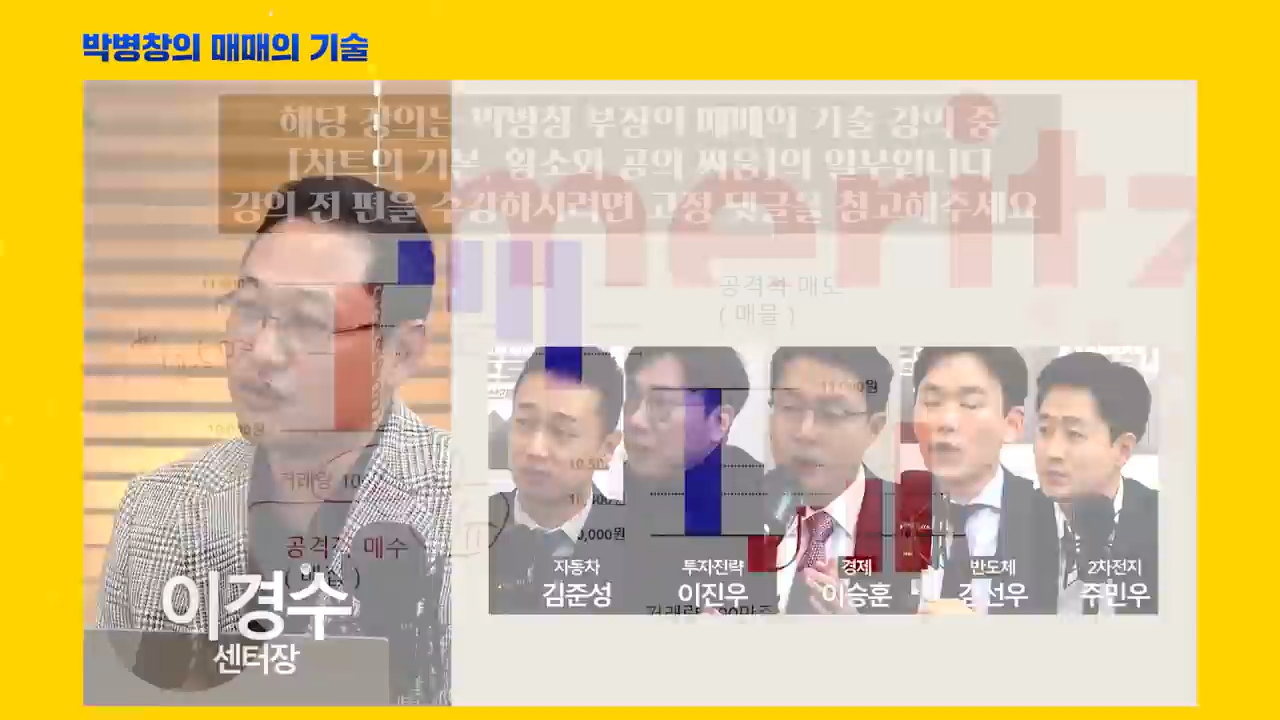 박병창의 매매의 기술
해당 강의는 박병창 부장의 매매의 기술 강의 중
[차트의 기본, 황소와 곰의 싸움]의 일부입니다
강의 전 편을 수강하시려면 고정 댓글을 참고해주세요
meritz
공격적 매도
( 매물 )
11,000원
10,000원
거래량 10
공격적 매수
자동차
김준성
투자전략
이진우
경제
이승훈
반도체
김선우
2차전지
주민우
이경수
센터장